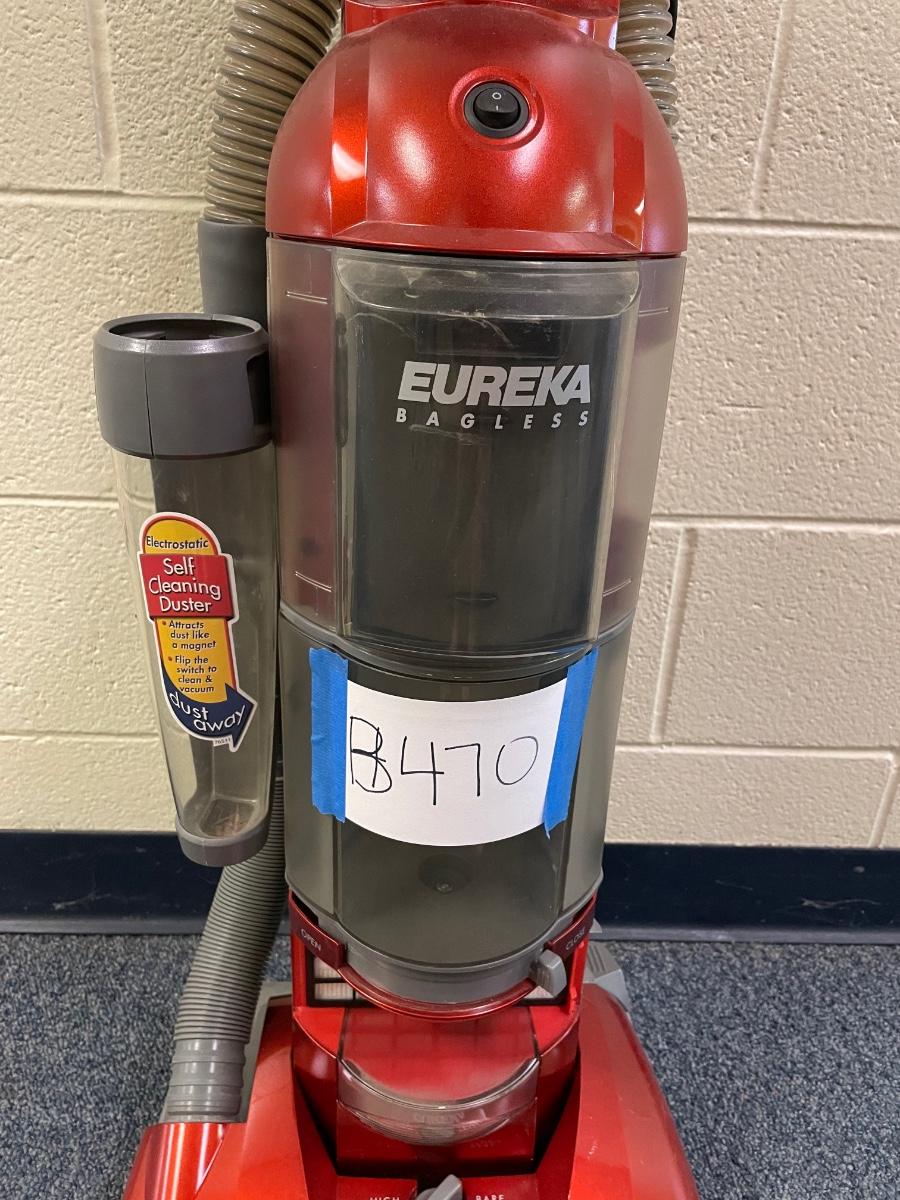 EUREKA
BAGLESS
Electrostatic
Self
Cleaning
Duster
• Attracts
dust like
a magnet
• Flip the
switch to
clean &
vacuum
dust
away
B470
OPEN
CLOSE
HIGH
BARE